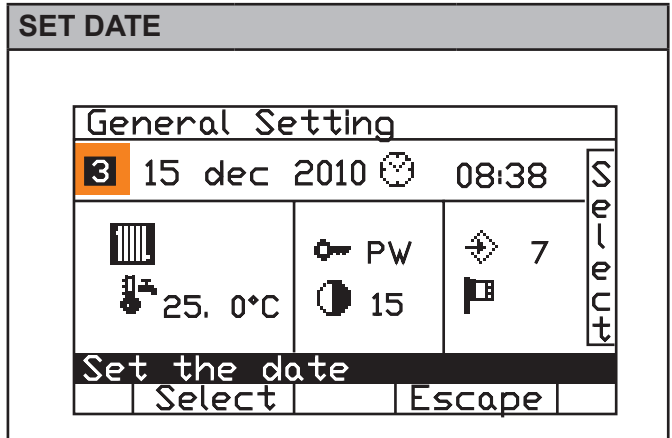 SET DATE
General Setting
3 15 dec 2010 08:38
Select
PW 7
25. 0°C 15
Set the date
Select Escape